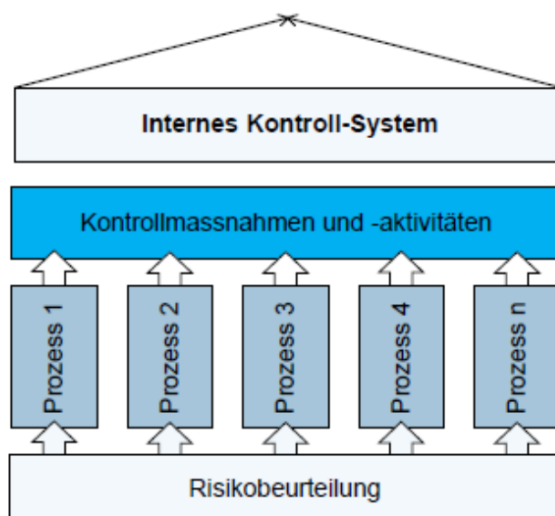 Internes Kontroll-System
Kontrollmassnahmen und -aktivitäten
Prozess 1
Prozess 2
Prozess 3
Prozess 4
Prozess n
Risikobeurteilung